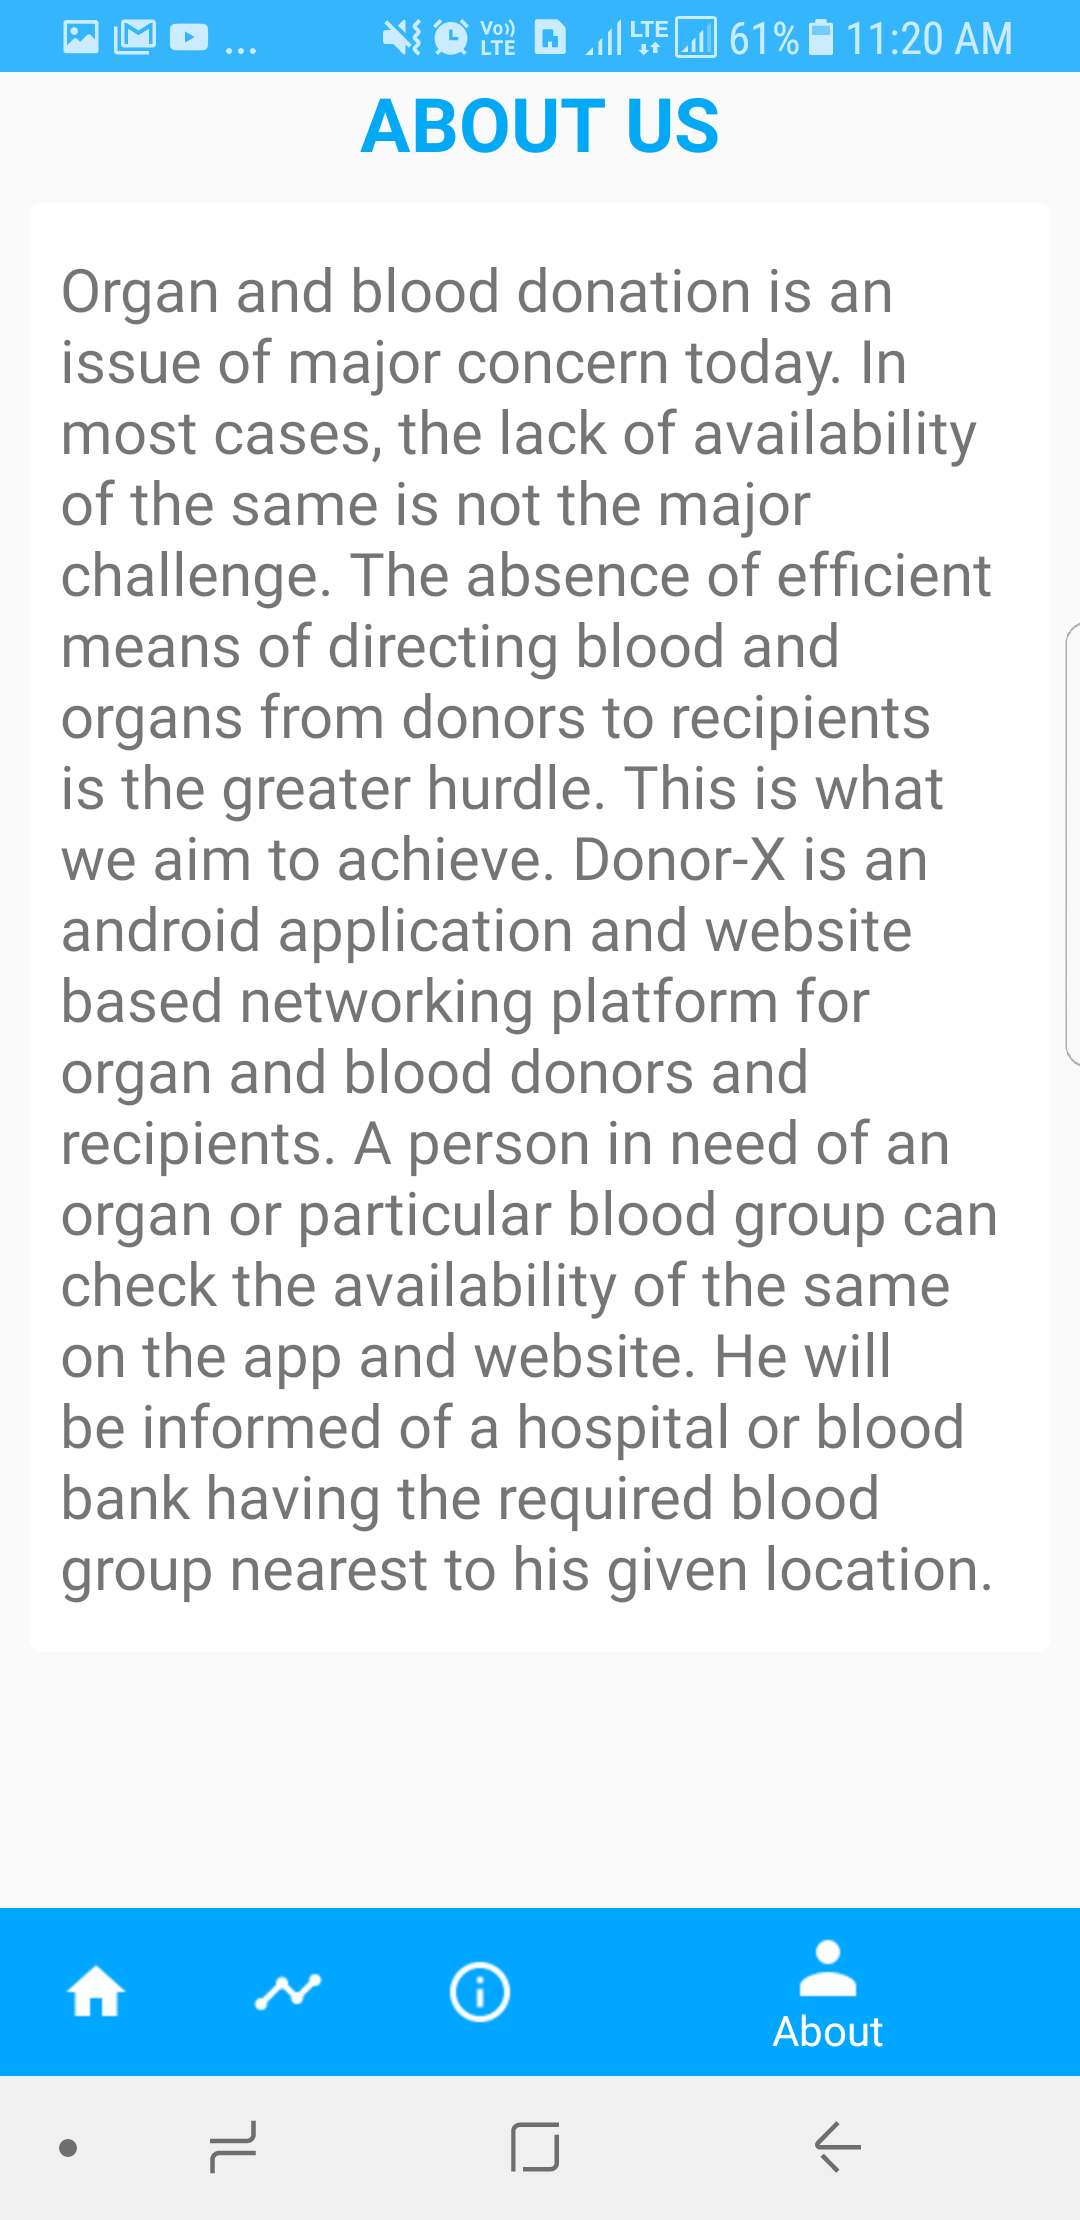 ... Vo)) LTE LTE 61% 11:20 AM
ABOUT US
Organ and blood donation is an
issue of major concern today. In
most cases, the lack of availability
of the same is not the major
challenge. The absence of efficient
means of directing blood and
organs from donors to recipients
is the greater hurdle. This is what
we aim to achieve. Donor-X is an
android application and website
based networking platform for
organ and blood donors and
recipients. A person in need of an
organ or particular blood group can
check the availability of the same
on the app and website. He will
be informed of a hospital or blood
bank having the required blood
group nearest to his given location.
About